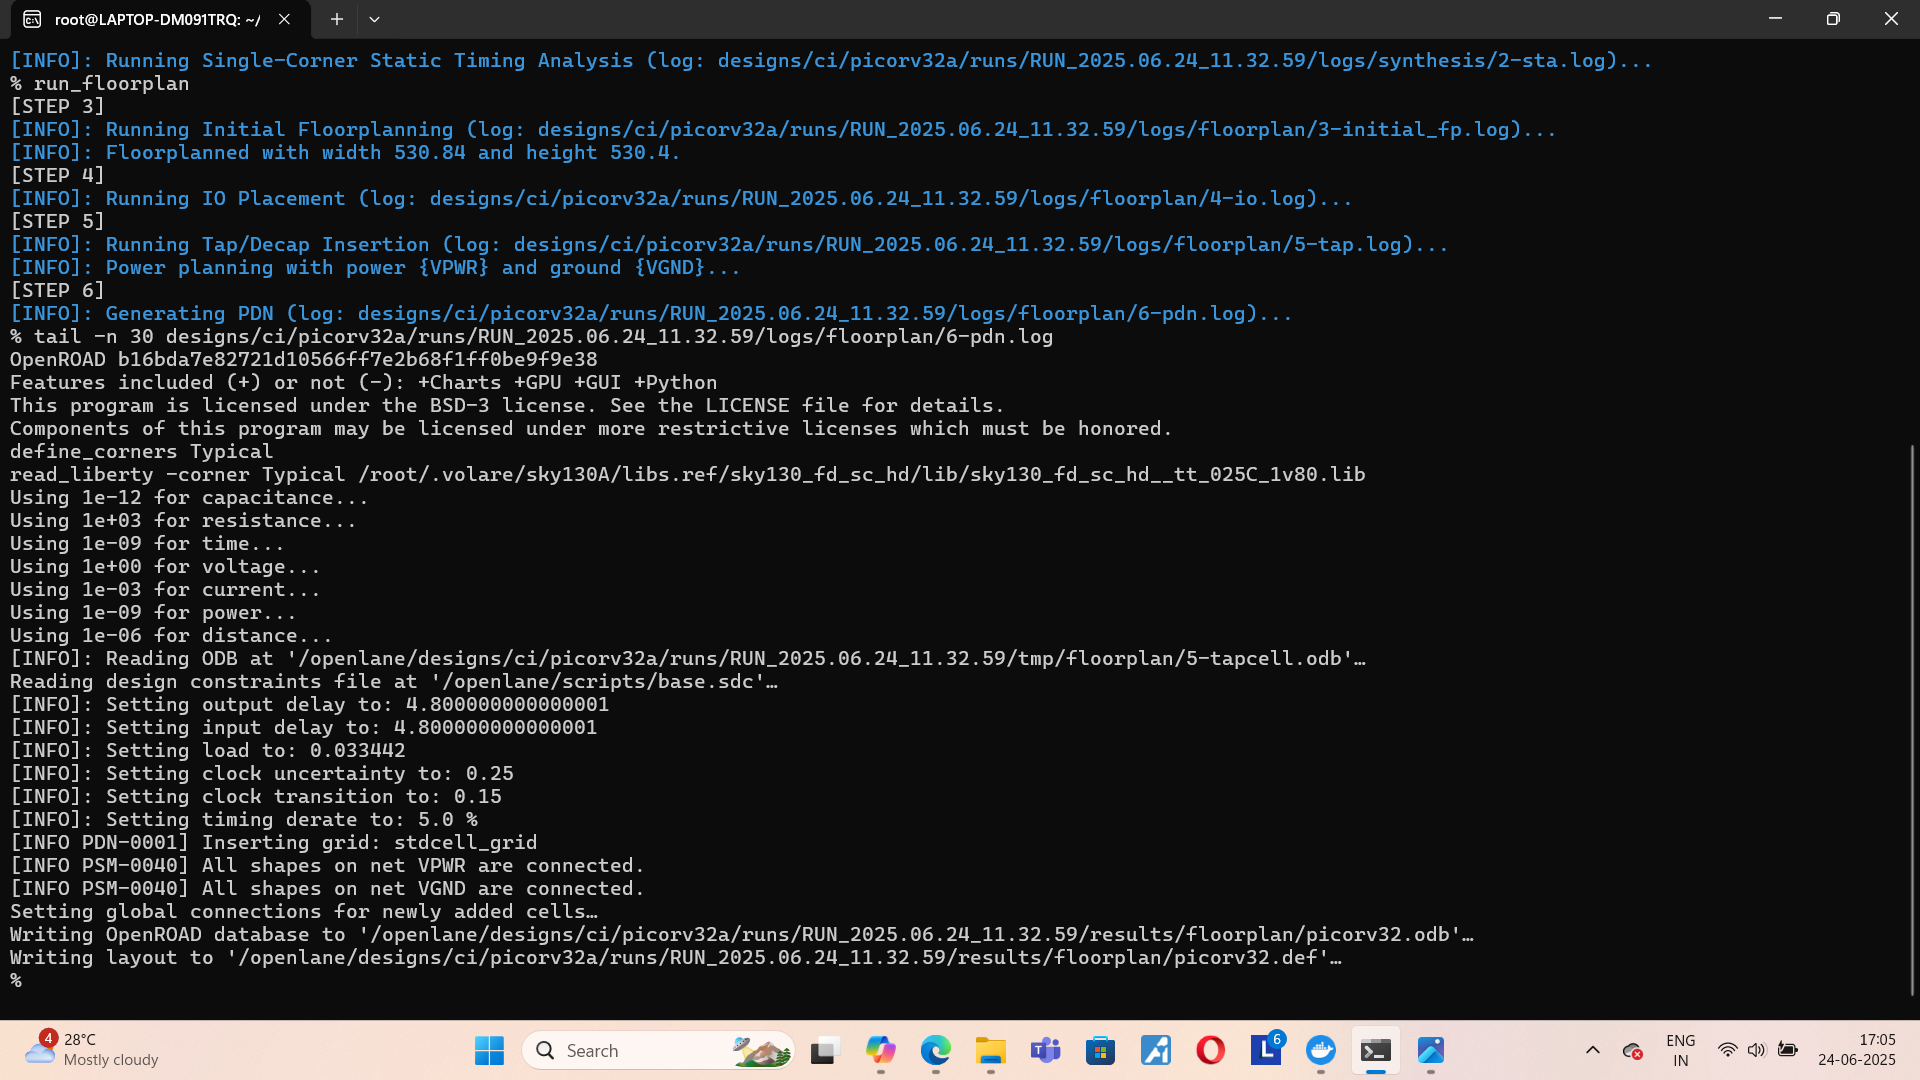 root@LAPTOP-DM091TRQ: ~/
[INFO]: Running Single-Corner Static Timing Analysis (log: designs/ci/picorv32a/runs/RUN_2025.06.24_11.32.59/logs/synthesis/2-sta.log)...
% run_floorplan
[STEP 3]
[INFO]: Running Initial Floorplanning (log: designs/ci/picorv32a/runs/RUN_2025.06.24_11.32.59/logs/floorplan/3-initial_fp.log)...
[INFO]: Floorplanned with width 530.84 and height 530.4.
[STEP 4]
[INFO]: Running IO Placement (log: designs/ci/picorv32a/runs/RUN_2025.06.24_11.32.59/logs/floorplan/4-io.log)...
[STEP 5]
[INFO]: Running Tap/Decap Insertion (log: designs/ci/picorv32a/runs/RUN_2025.06.24_11.32.59/logs/floorplan/5-tap.log)...
[INFO]: Power planning with power {VPWR} and ground {VGND}...
[STEP 6]
[INFO]: Generating PDN (log: designs/ci/picorv32a/runs/RUN_2025.06.24_11.32.59/logs/floorplan/6-pdn.log)...
% tail -n 30 designs/ci/picorv32a/runs/RUN_2025.06.24_11.32.59/logs/floorplan/6-pdn.log
OpenROAD b16bda7e82721d10566ff7e2b68f1ff0be9f9e38
Features included (+) or not (-): +Charts +GPU +GUI +Python
This program is licensed under the BSD-3 license. See the LICENSE file for details.
Components of this program may be licensed under more restrictive licenses which must be honored.
define_corners Typical
read_liberty -corner Typical /root/.volare/sky130A/libs.ref/sky130_fd_sc_hd/lib/sky130_fd_sc_hd__tt_025C_1v80.lib
Using 1e-12 for capacitance...
Using 1e+03 for resistance...
Using 1e-09 for time...
Using 1e+00 for voltage...
Using 1e-03 for current...
Using 1e-09 for power...
Using 1e-06 for distance...
[INFO]: Reading ODB at '/openlane/designs/ci/picorv32a/runs/RUN_2025.06.24_11.32.59/tmp/floorplan/5-tapcell.odb'…
Reading design constraints file at '/openlane/scripts/base.sdc'…
[INFO]: Setting output delay to: 4.800000000000001
[INFO]: Setting input delay to: 4.800000000000001
[INFO]: Setting load to: 0.033442
[INFO]: Setting clock uncertainty to: 0.25
[INFO]: Setting clock transition to: 0.15
[INFO]: Setting timing derate to: 5.0 %
[INFO PDN-0001] Inserting grid: stdcell_grid
[INFO PSM-0040] All shapes on net VPWR are connected.
[INFO PSM-0040] All shapes on net VGND are connected.
Setting global connections for newly added cells…
Writing OpenROAD database to '/openlane/designs/ci/picorv32a/runs/RUN_2025.06.24_11.32.59/results/floorplan/picorv32.odb'…
Writing layout to '/openlane/designs/ci/picorv32a/runs/RUN_2025.06.24_11.32.59/results/floorplan/picorv32.def'…
%
4
28°C
Mostly cloudy
Search
L
6
ENG
IN
17:05
24-06-2025